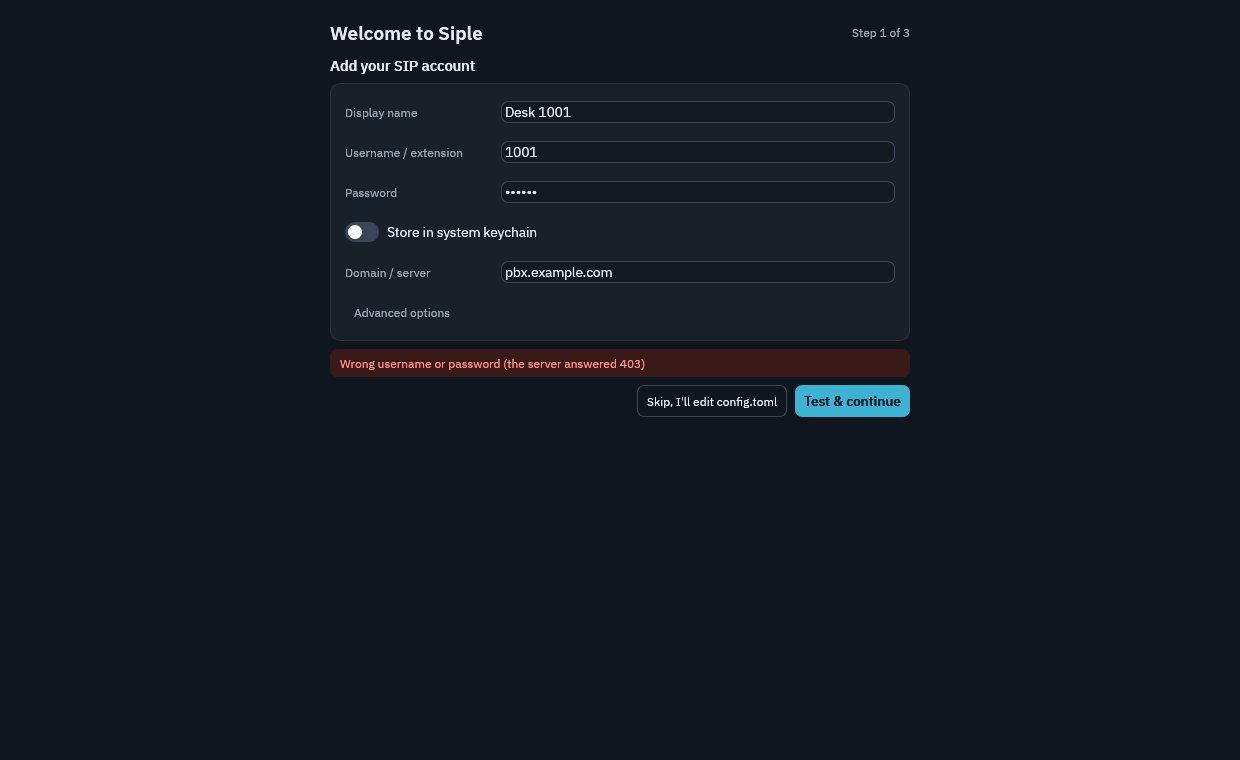 Welcome to Siple
Step 1 of 3
Add your SIP account
Display name
Desk 1001
Username / extension
1001
Password
••••••
Store in system keychain
Domain / server
pbx.example.com
Advanced options
Wrong username or password (the server answered 403)
Skip, I'll edit config.toml
Test & continue